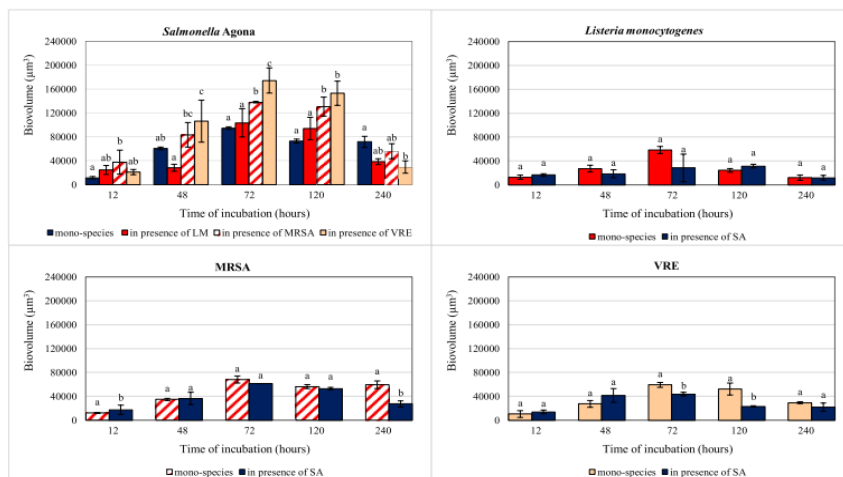 Salmonella Agona
240000
200000
160000
120000
80000
40000
0
Biovolume (µm³)
a ab b ab
ab a bc c
a a b c
a a b b
a ab ab b
12 48 72 120 240
Time of incubation (hours)
mono-species in presence of LM in presence of MRSA in presence of VRE
Listeria monocytogenes
240000
200000
160000
120000
80000
40000
0
Biovolume (µm³)
a a a a a a a a a a
12 48 72 120 240
Time of incubation (hours)
mono-species in presence of SA
MRSA
240000
200000
160000
120000
80000
40000
0
Biovolume (µm³)
a b a a a a a a a b
12 48 72 120 240
Time of incubation (hours)
mono-species in presence of SA
VRE
240000
200000
160000
120000
80000
40000
0
Biovolume (µm³)
a a a a a b a b a a
12 48 72 120 240
Time of incubation (hours)
mono-species in presence of SA